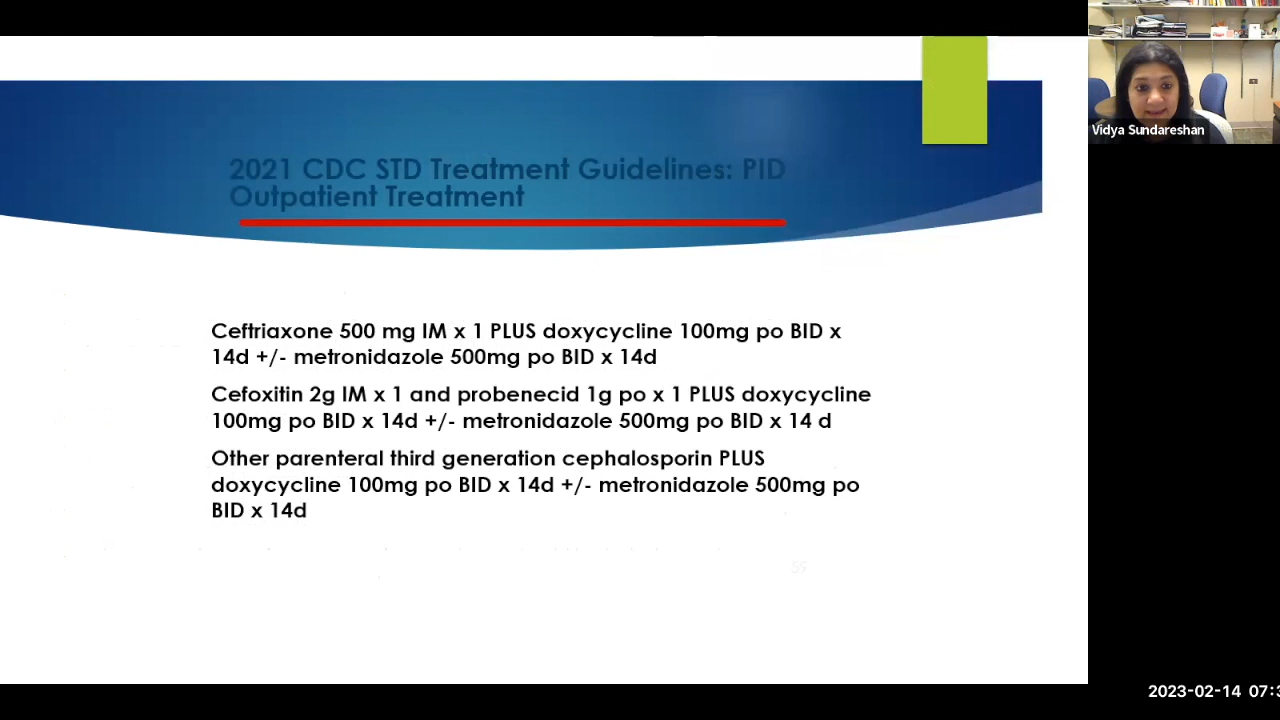 2021 CDC STD Treatment Guidelines: PID
Outpatient Treatment
Ceftriaxone 500 mg IM x 1 PLUS doxycycline 100mg po BID x
14d +/- metronidazole 500mg po BID x 14d
Cefoxitin 2g IM x 1 and probenecid 1g po x 1 PLUS doxycycline
100mg po BID x 14d +/- metronidazole 500mg po BID x 14 d
Other parenteral third generation cephalosporin PLUS
doxycycline 100mg po BID x 14d +/- metronidazole 500mg po
BID x 14d
59
Vidya Sundareshan
2023-02-14 07:3